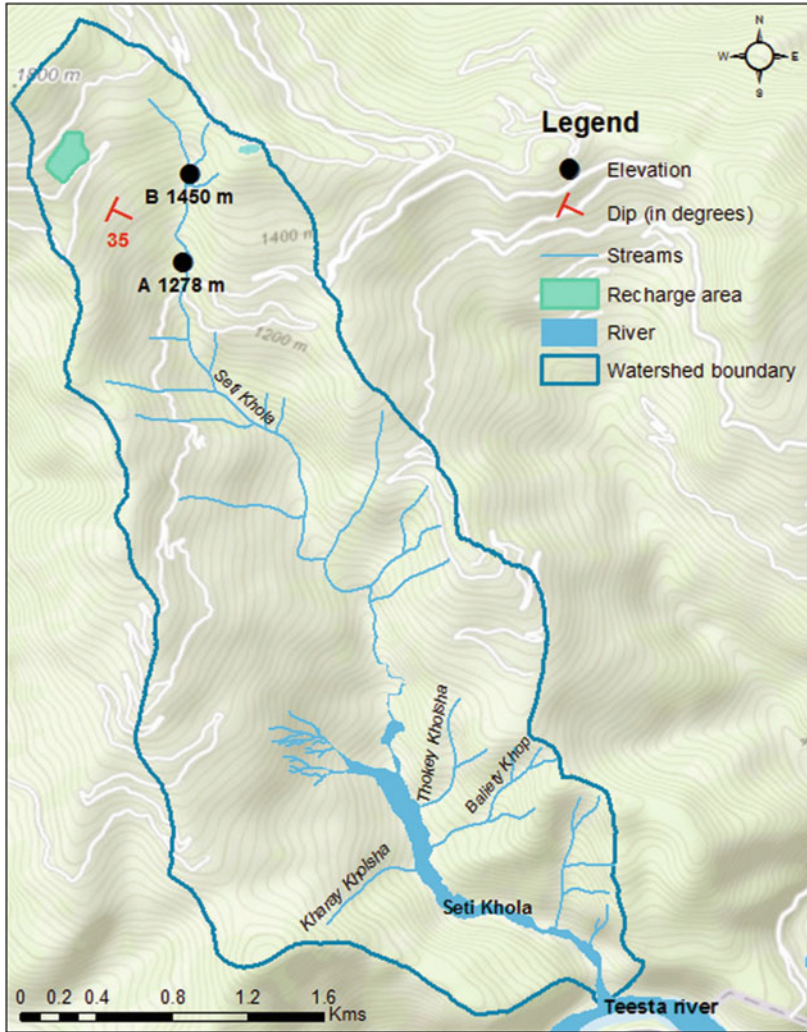 N
W E
S
1800 m
Legend
Elevation
Dip (in degrees)
Streams
Recharge area
River
Watershed boundary
B 1450 m
35
1400 m
A 1278 m
1200 m
Seti Khola
Thokey Kholsha
Baliety Khop
Kharay Kholsha
Seti Khola
Teesta river
0 0.2 0.4 0.8 1.2 1.6
Kms